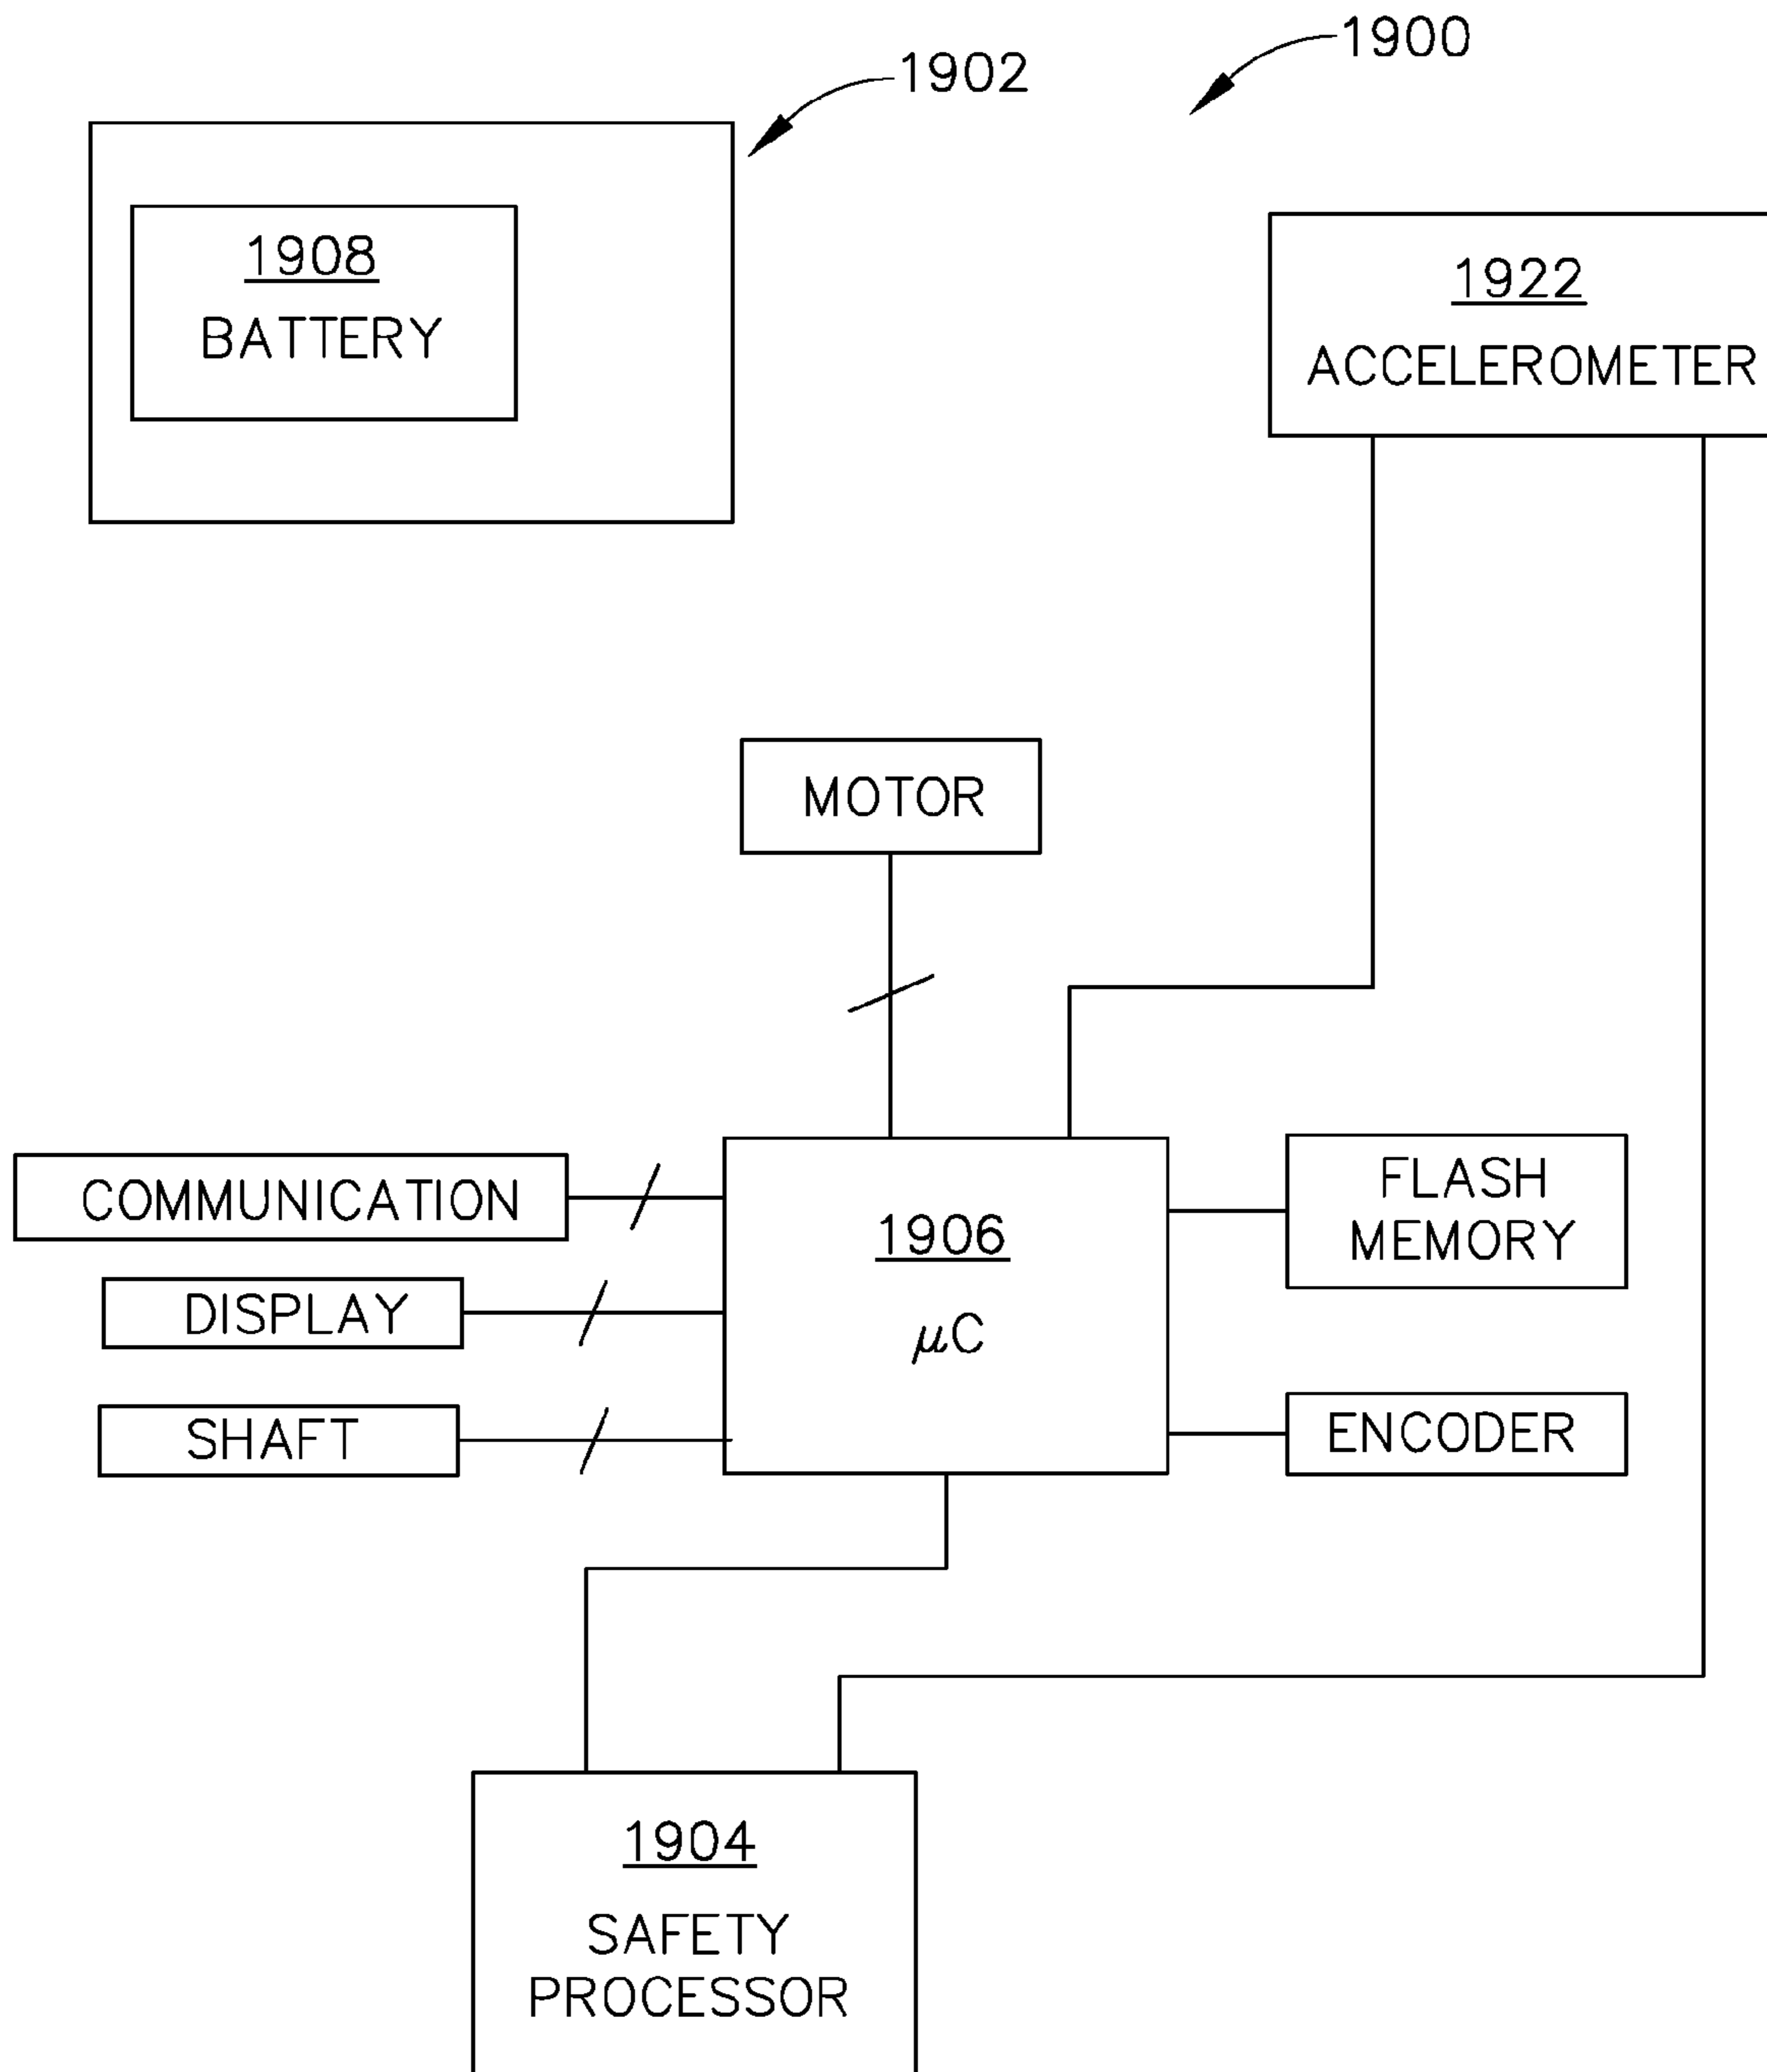 1900
1902
1908
BATTERY
1922
ACCELEROMETER
MOTOR
COMMUNICATION
DISPLAY
SHAFT
1906
μC
FLASH
MEMORY
ENCODER
1904
SAFETY
PROCESSOR